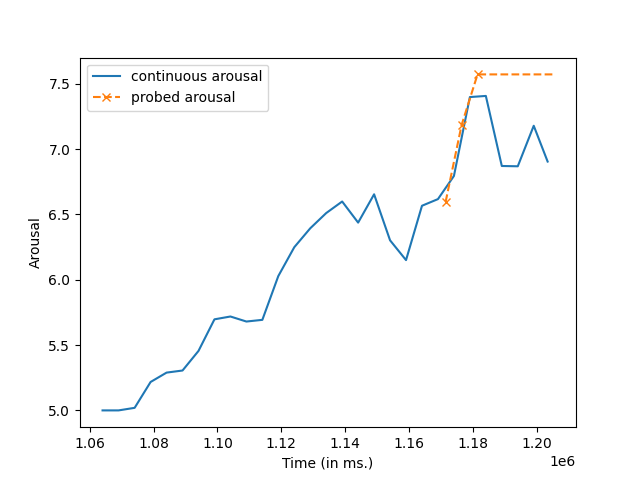 continuous arousal
probed arousal
7.5
7.0
6.5
6.0
5.5
5.0
Arousal
1.06 1.08 1.10 1.12 1.14 1.16 1.18 1.20
Time (in ms.)
1e6